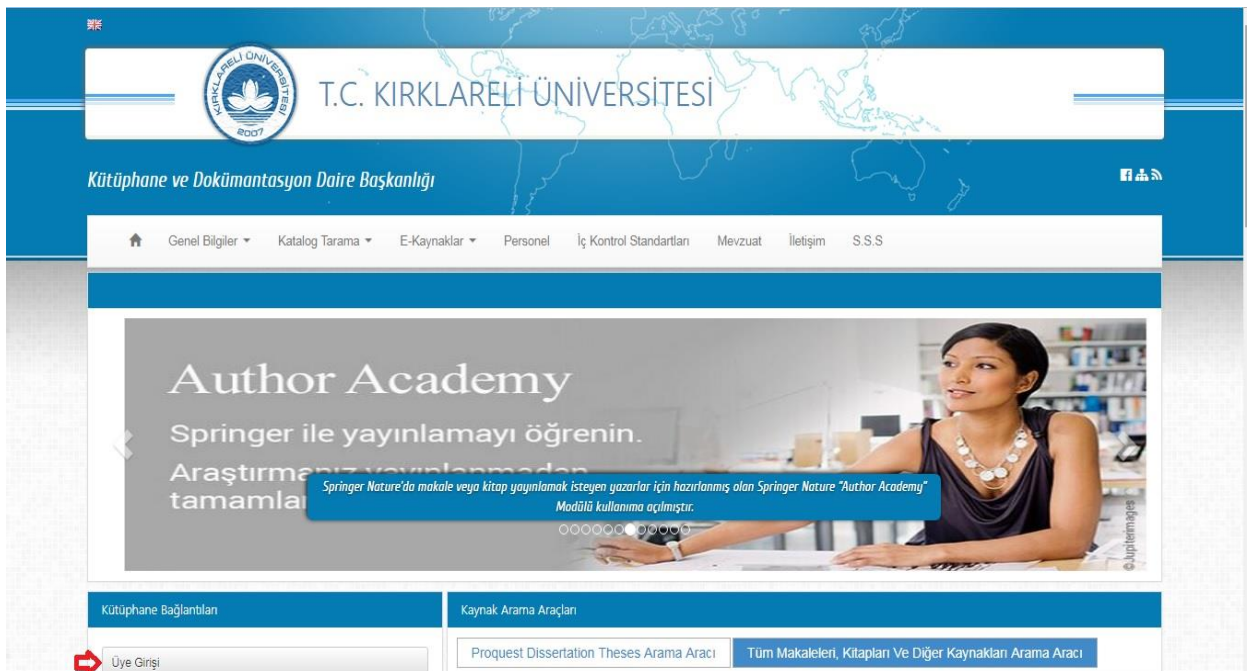 KIRKLARELİ ÜNİVERSİTESİ
2007
T.C. KIRKLARELİ ÜNİVERSİTESİ
Kütüphane ve Dokümantasyon Daire Başkanlığı
Genel Bilgiler
Katalog Tarama
E-Kaynaklar
Personel
İç Kontrol Standartları
Mevzuat
İletişim
S.S.S
Author Academy
Springer ile yayınlamayı öğrenin.
Araştırmanız yayınlanmadan
tamamla
Springer Nature'da makale veya kitap yayınlamak isteyen yazarlar için hazırlanmış olan Springer Nature "Author Academy"
Modülü kullanıma açılmıştır.
©Jupiterimages
Kütüphane Bağlantıları
Üye Girişi
Kaynak Arama Araçları
Proquest Dissertation Theses Arama Aracı
Tüm Makaleleri, Kitapları Ve Diğer Kaynakları Arama Aracı